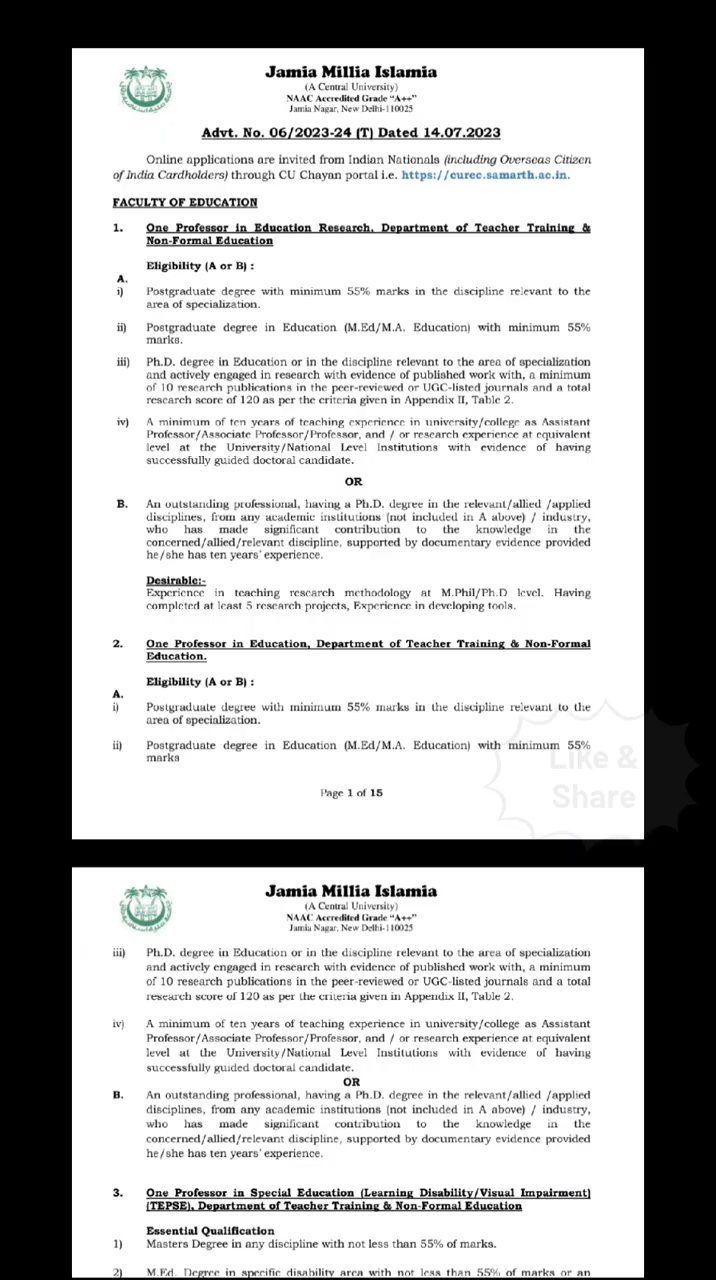 Jamia Millia Islamia
(A Central University)
NAAC Accredited Grade "A++"
Jamia Nagar, New Delhi-110025
Advt. No. 06/2023-24 (T) Dated 14.07.2023
Online applications are invited from Indian Nationals (including Overseas Citizen
of India Cardholders) through CU Chayan portal i.e. https://curec.samarth.ac.in.
FACULTY OF EDUCATION
1. One Professor in Education Research, Department of Teacher Training &
Non-Formal Education
Eligibility (A or B) :
A.
i) Postgraduate degree with minimum 55% marks in the discipline relevant to the
area of specialization.
ii) Postgraduate degree in Education (M.Ed/M.A. Education) with minimum 55%
marks.
iii) Ph.D. degree in Education or in the discipline relevant to the area of specialization
and actively engaged in research with evidence of published work with, a minimum
of 10 research publications in the peer-reviewed or UGC-listed journals and a total
research score of 120 as per the criteria given in Appendix II, Table 2.
iv) A minimum of ten years of teaching experience in university/college as Assistant
Professor/Associate Professor/Professor, and / or research experience at equivalent
level at the University/National Level Institutions with evidence of having
successfully guided doctoral candidate.
OR
B. An outstanding professional, having a Ph.D. degree in the relevant/allied /applied
disciplines, from any academic institutions (not included in A above) / industry,
who has made significant contribution to the knowledge in the
concerned/allied/relevant discipline, supported by documentary evidence provided
he/she has ten years' experience.
Desirable:-
Experience in teaching research methodology at M.Phil/Ph.D level. Having
completed at least 5 research projects, Experience in developing tools.
2. One Professor in Education, Department of Teacher Training & Non-Formal
Education.
Eligibility (A or B) :
A.
i) Postgraduate degree with minimum 55% marks in the discipline relevant to the
area of specialization.
ii) Postgraduate degree in Education (M.Ed/M.A. Education) with minimum 55%
marks
Like &
Share
Page 1 of 15
Jamia Millia Islamia
(A Central University)
NAAC Accredited Grade "A++"
Jamia Nagar, New Delhi-110025
iii) Ph.D. degree in Education or in the discipline relevant to the area of specialization
and actively engaged in research with evidence of published work with, a minimum
of 10 research publications in the peer-reviewed or UGC-listed journals and a total
research score of 120 as per the criteria given in Appendix II, Table 2.
iv) A minimum of ten years of teaching experience in university/college as Assistant
Professor/Associate Professor/Professor, and / or research experience at equivalent
level at the University/National Level Institutions with evidence of having
successfully guided doctoral candidate.
OR
B. An outstanding professional, having a Ph.D. degree in the relevant/allied /applied
disciplines, from any academic institutions (not included in A above) / industry,
who has made significant contribution to the knowledge in the
concerned/allied/relevant discipline, supported by documentary evidence provided
he/she has ten years' experience.
3. One Professor in Special Education (Learning Disability/Visual Impairment)
(TEPSE), Department of Teacher Training & Non-Formal Education
Essential Qualification
1) Masters Degree in any discipline with not less than 55% of marks.
2) M.Ed. Degree in specific disability area with not less than 55% of marks or an